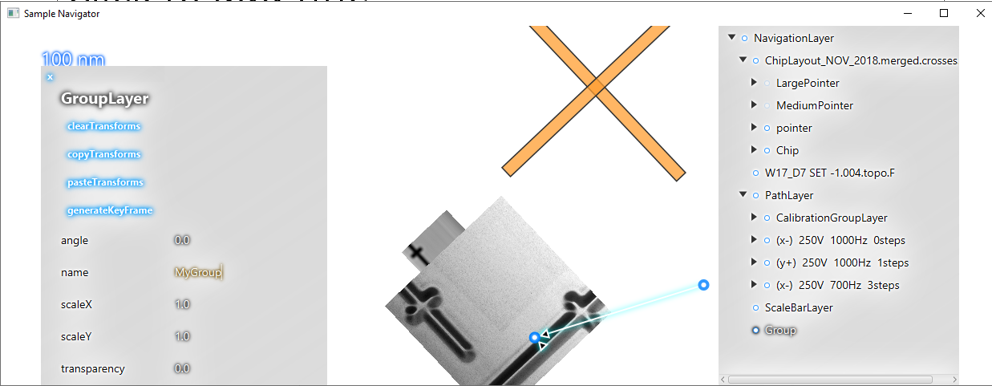 Sample Navigator
100 nm
x
GroupLayer
clearTransforms
copyTransforms
pasteTransforms
generateKeyFrame
angle 0.0
name MyGroup
scaleX 1.0
scaleY 1.0
transparency 0.0
NavigationLayer
ChipLayout_NOV_2018.merged.crosses
LargePointer
MediumPointer
pointer
Chip
W17_D7 SET -1.004.topo.F
PathLayer
CalibrationGroupLayer
(x-) 250V 1000Hz 0steps
(y+) 250V 1000Hz 1steps
(x-) 250V 700Hz 3steps
ScaleBarLayer
Group